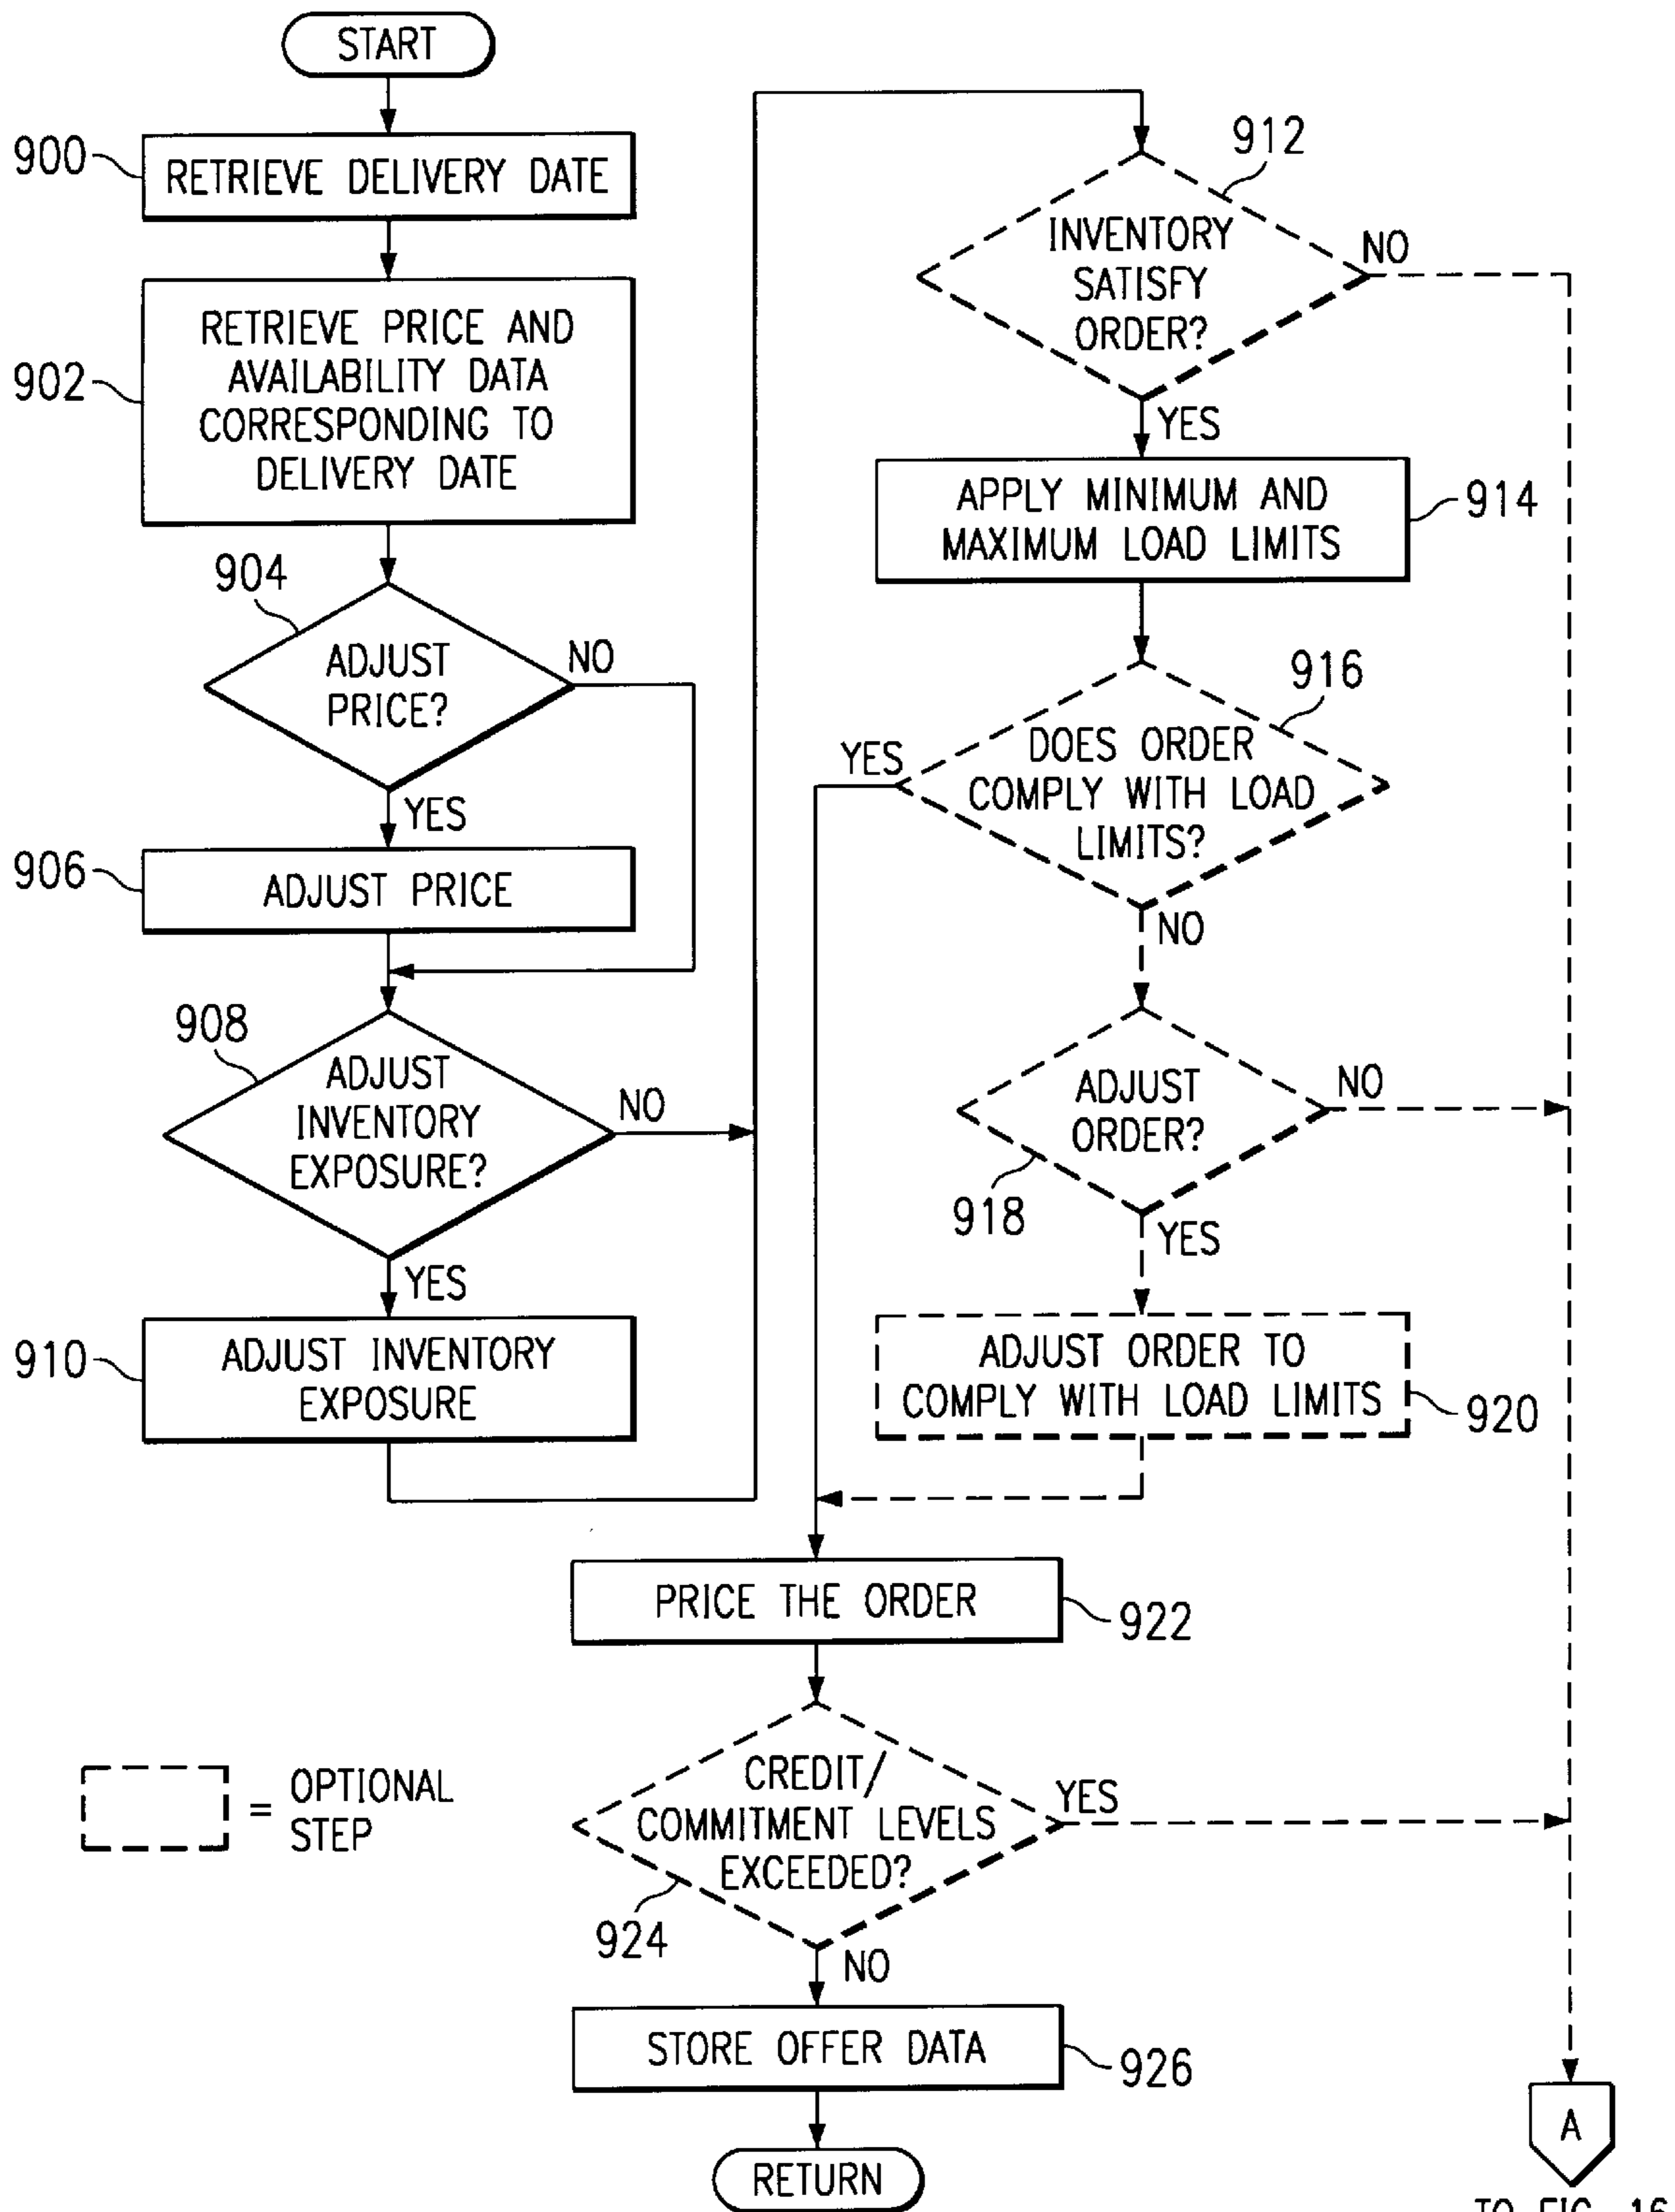 START
900
RETRIEVE DELIVERY DATE
902
RETRIEVE PRICE AND
AVAILABILITY DATA
CORRESPONDING TO
DELIVERY DATE
904
ADJUST
PRICE?
NO
YES
906
ADJUST PRICE
908
ADJUST
INVENTORY
EXPOSURE?
NO
YES
910
ADJUST INVENTORY
EXPOSURE
912
INVENTORY
SATISFY
ORDER?
NO
YES
APPLY MINIMUM AND
MAXIMUM LOAD LIMITS
914
916
DOES ORDER
COMPLY WITH LOAD
LIMITS?
YES
NO
ADJUST
ORDER?
NO
918
YES
ADJUST ORDER TO
COMPLY WITH LOAD LIMITS
920
PRICE THE ORDER
922
= OPTIONAL
STEP
CREDIT/
COMMITMENT LEVELS
EXCEEDED?
YES
924
NO
STORE OFFER DATA
926
RETURN
A
TO FIG. 16